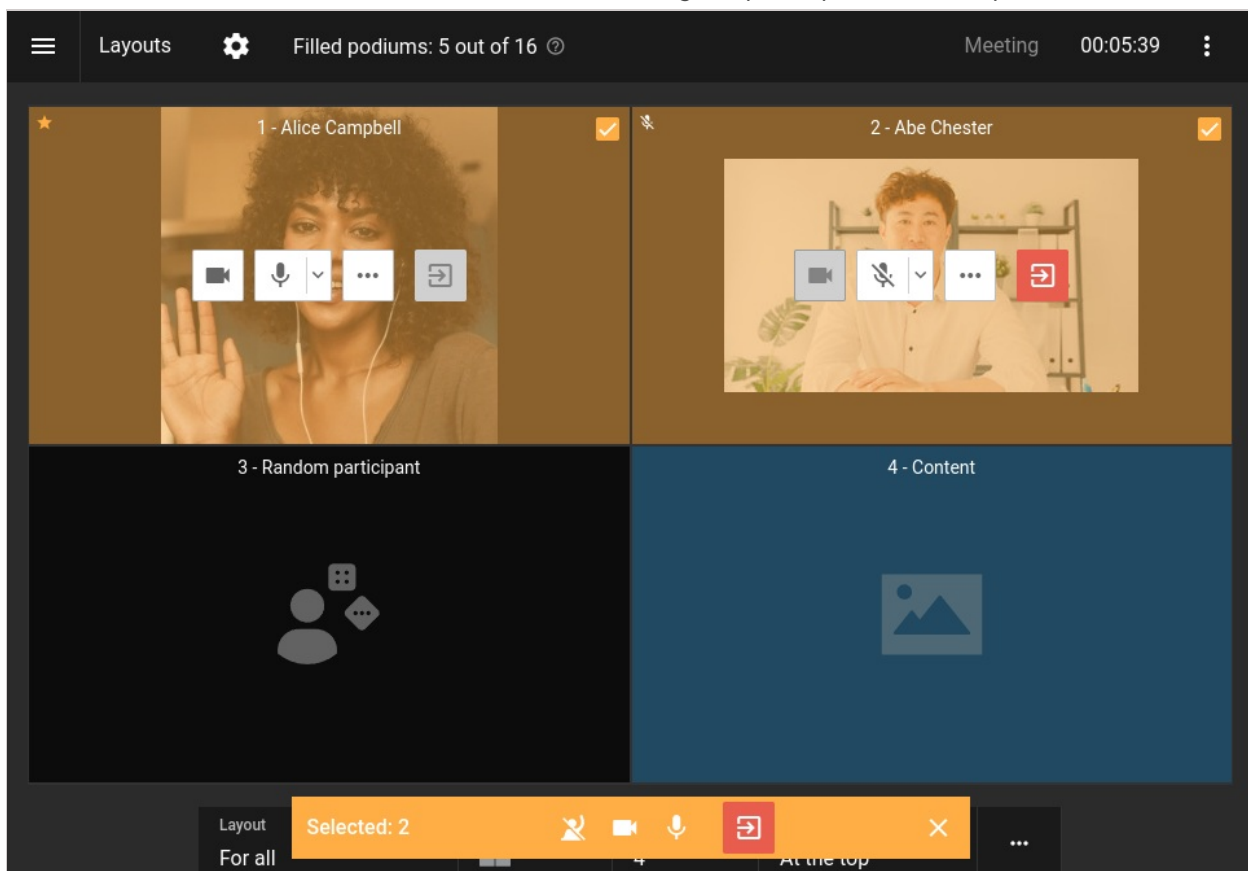 Layouts
Filled podiums: 5 out of 16
Meeting
00:05:39
1 - Alice Campbell
2 - Abe Chester
3 - Random participant
4 - Content
Layout
Selected: 2
For all
4
At the top